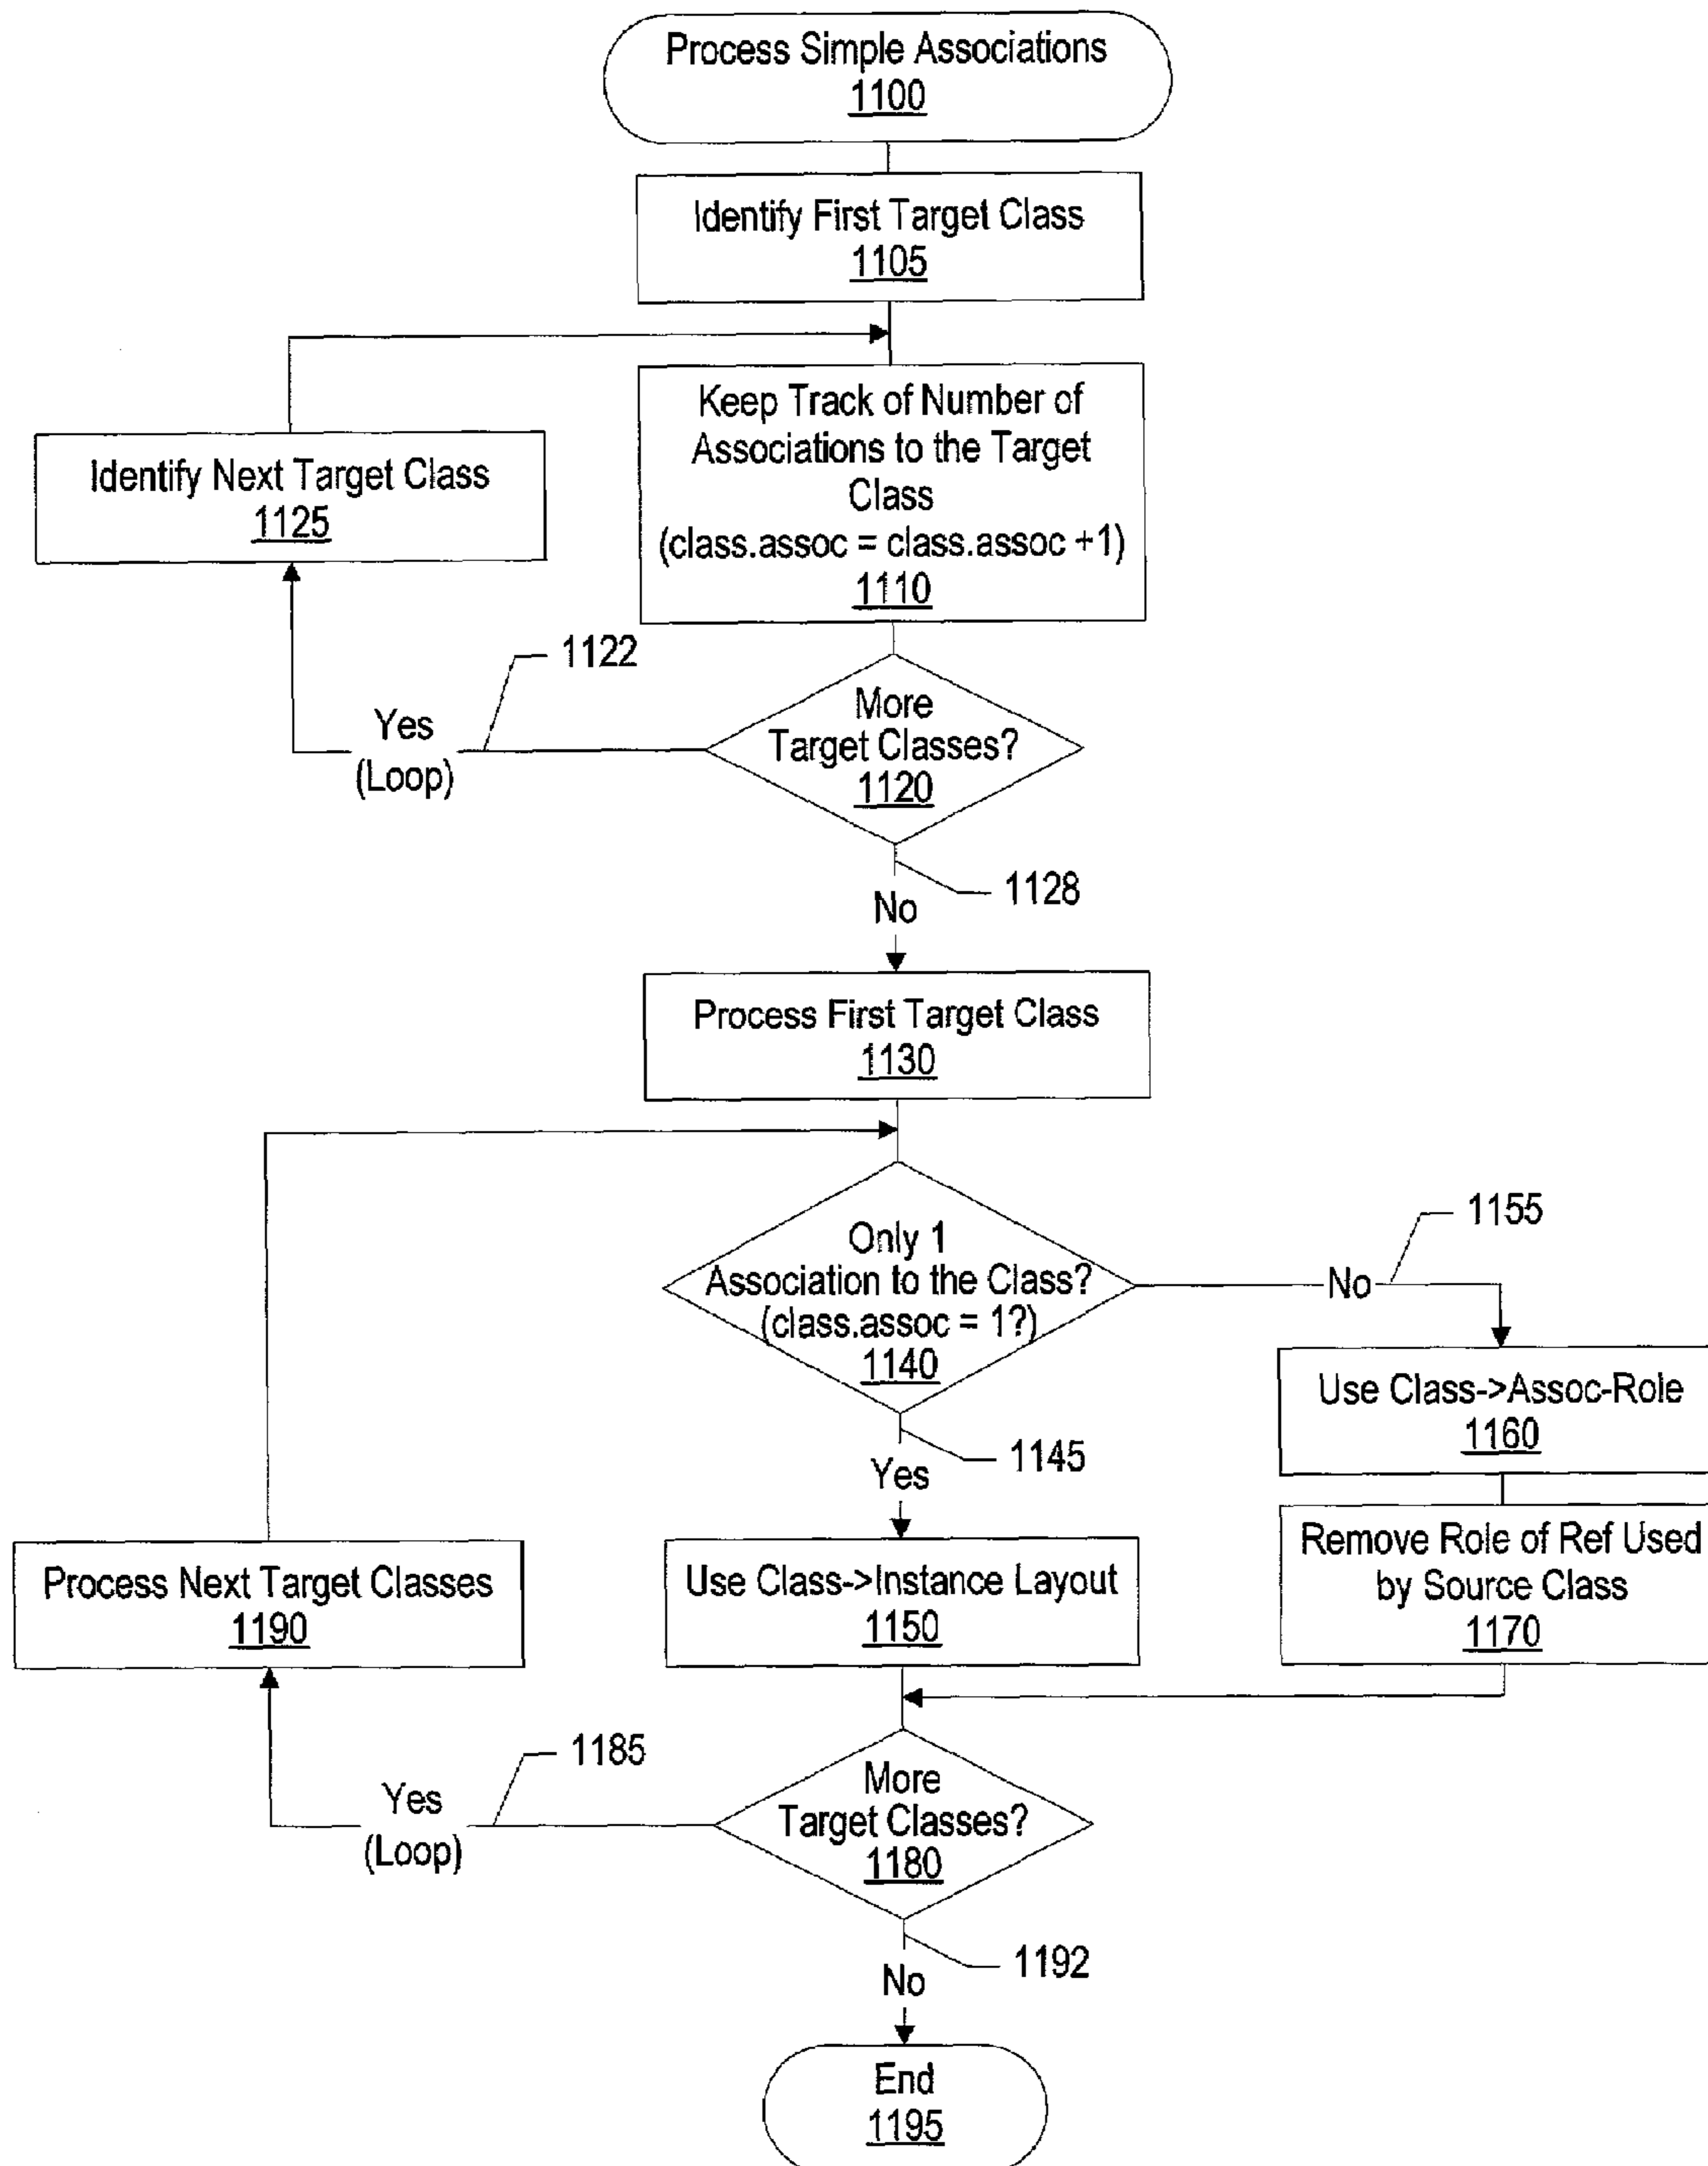 Process Simple Associations
1100
Identify First Target Class
1105
Keep Track of Number of
Associations to the Target
Class
(class.assoc = class.assoc +1)
1110
Identify Next Target Class
1125
1122
Yes
(Loop)
More
Target Classes?
1120
1128
No
Process First Target Class
1130
Only 1
Association to the Class?
(class.assoc = 1?)
1140
1155
No
Use Class->Assoc-Role
1160
1145
Yes
Remove Role of Ref Used
by Source Class
1170
Use Class->Instance Layout
1150
Process Next Target Classes
1190
1185
Yes
(Loop)
More
Target Classes?
1180
1192
No
End
1195